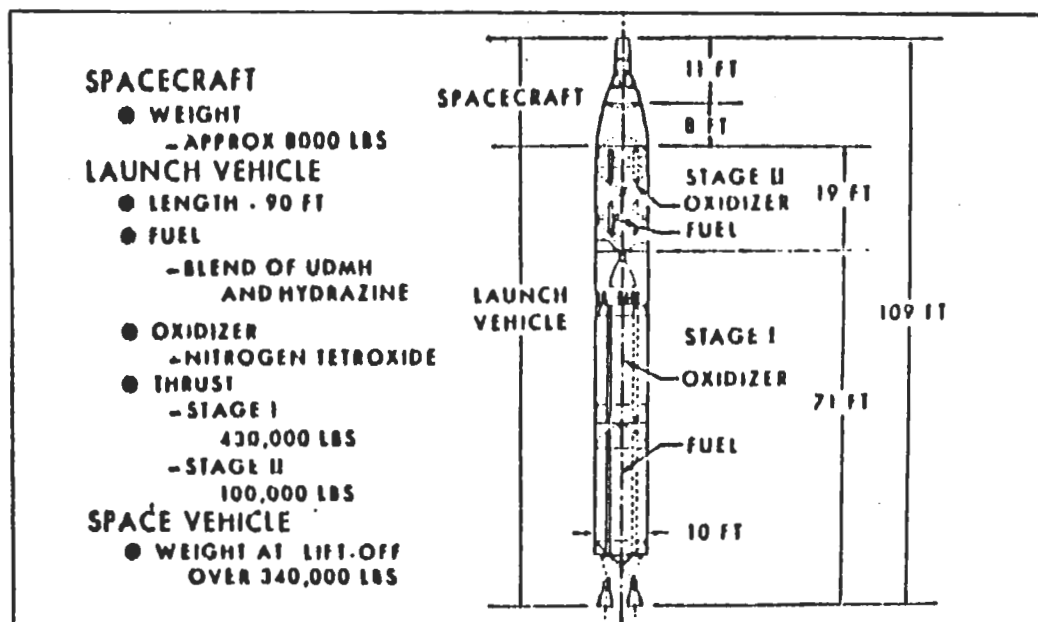 SPACECRAFT
● WEIGHT
-APPROX 8000 LBS
LAUNCH VEHICLE
● LENGTH - 90 FT
● FUEL
-BLEND OF UDMH
AND HYDRAZINE
● OXIDIZER
-NITROGEN TETROXIDE
● THRUST
-STAGE I
430,000 LBS
-STAGE II
100,000 LBS
SPACE VEHICLE
● WEIGHT AT LIFT-OFF
OVER 340,000 LBS
SPACECRAFT
11 FT
8 FT
STAGE II
OXIDIZER
FUEL
19 FT
LAUNCH
VEHICLE
109 FT
STAGE I
OXIDIZER
71 FT
FUEL
10 FT